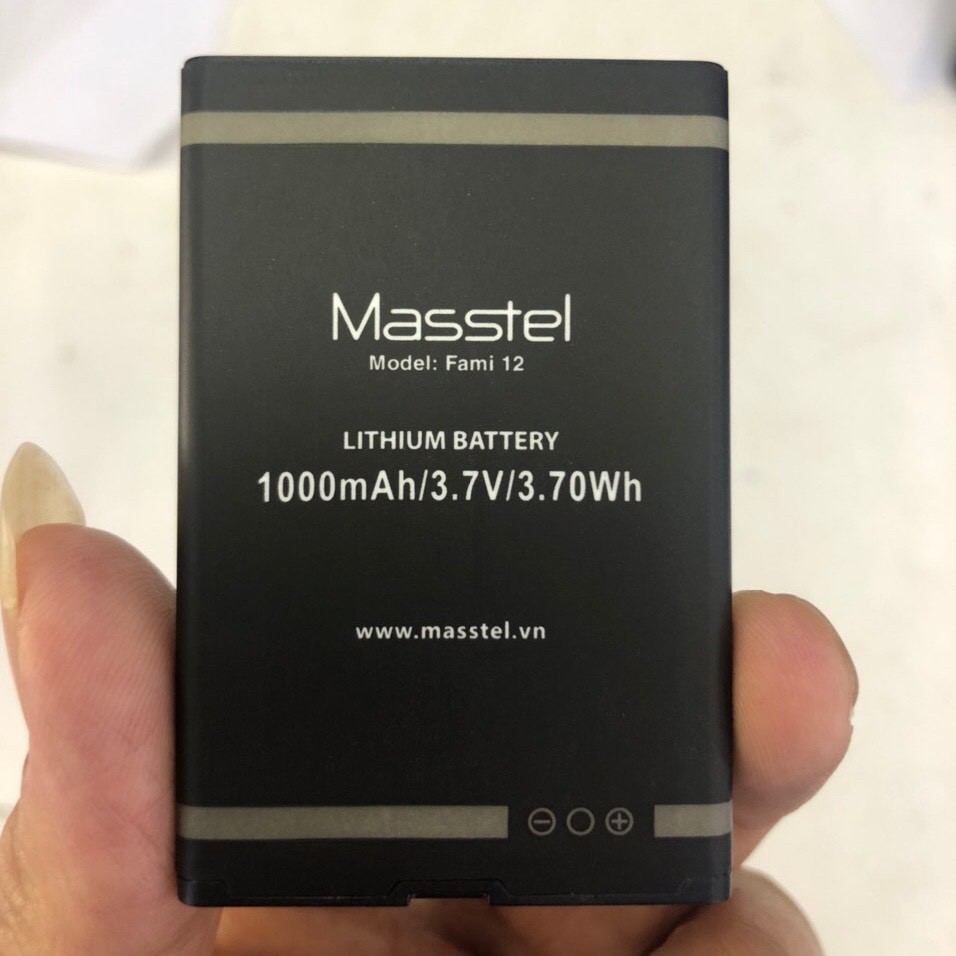 Masstel
Model: Fami 12
LITHIUM BATTERY
1000mAh/3.7V/3.70Wh
www.masstel.vn